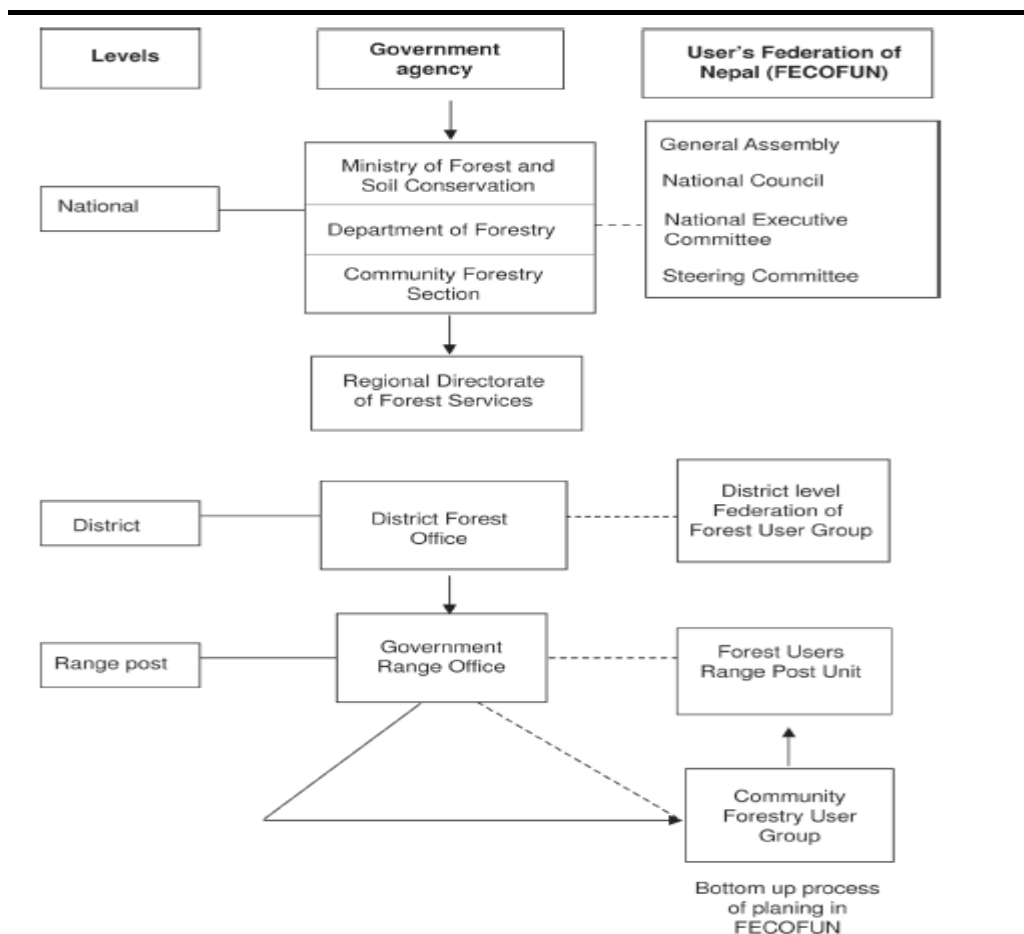 Levels
Government
agency
User's Federation of
Nepal (FECOFUN)
National
Ministry of Forest and
Soil Conservation
Department of Forestry
Community Forestry
Section
General Assembly
National Council
National Executive
Committee
Steering Committee
Regional Directorate
of Forest Services
District
District Forest
Office
District level
Federation of
Forest User Group
Range post
Government
Range Office
Forest Users
Range Post Unit
Community
Forestry User
Group
Bottom up process
of planing in
FECOFUN